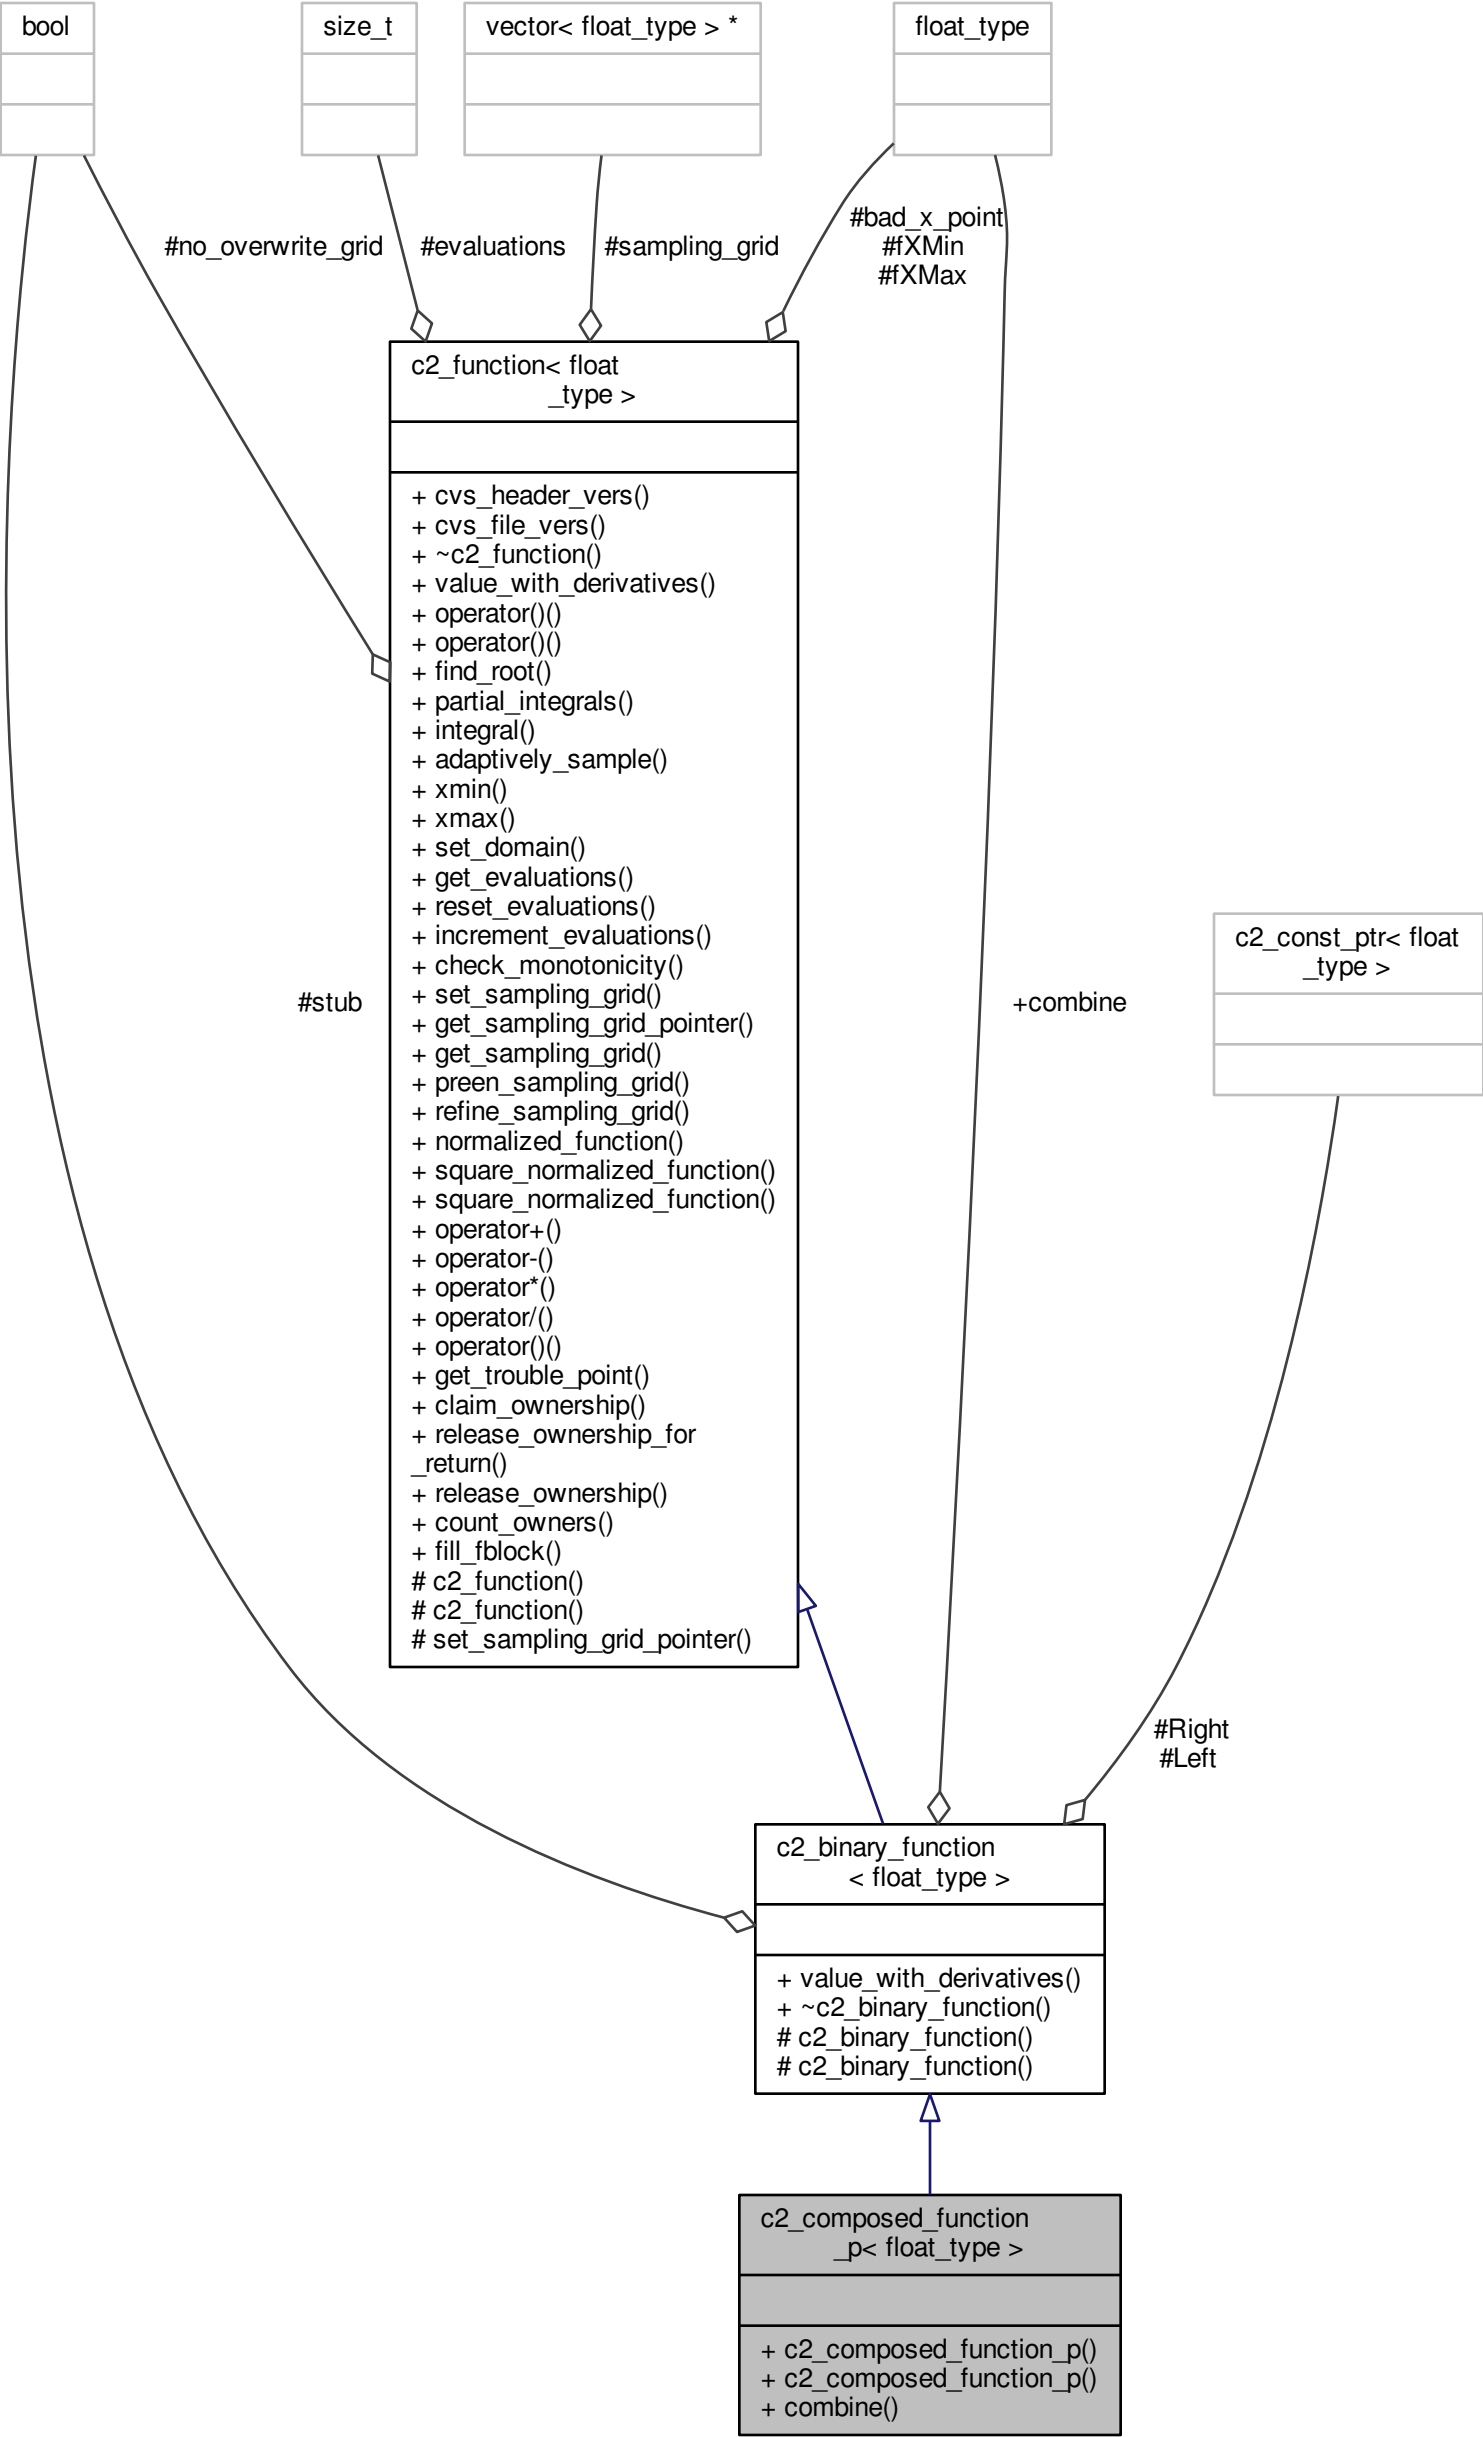 bool
size_t
vector< float_type > *
float_type
#no_overwrite_grid
#evaluations
#sampling_grid
#bad_x_point
#fXMin
#fXMax
c2_function< float
_type >
+ cvs_header_vers()
+ cvs_file_vers()
+ ~c2_function()
+ value_with_derivatives()
+ operator()()
+ operator()()
+ find_root()
+ partial_integrals()
+ integral()
+ adaptively_sample()
+ xmin()
+ xmax()
+ set_domain()
+ get_evaluations()
+ reset_evaluations()
+ increment_evaluations()
+ check_monotonicity()
+ set_sampling_grid()
+ get_sampling_grid_pointer()
+ get_sampling_grid()
+ preen_sampling_grid()
+ refine_sampling_grid()
+ normalized_function()
+ square_normalized_function()
+ square_normalized_function()
+ operator+()
+ operator-()
+ operator*()
+ operator/()
+ operator()()
+ get_trouble_point()
+ claim_ownership()
+ release_ownership_for
_return()
+ release_ownership()
+ count_owners()
+ fill_fblock()
# c2_function()
# c2_function()
# set_sampling_grid_pointer()
#stub
+combine
c2_const_ptr< float
_type >
#Right
#Left
c2_binary_function
< float_type >
+ value_with_derivatives()
+ ~c2_binary_function()
# c2_binary_function()
# c2_binary_function()
c2_composed_function
_p< float_type >
+ c2_composed_function_p()
+ c2_composed_function_p()
+ combine()